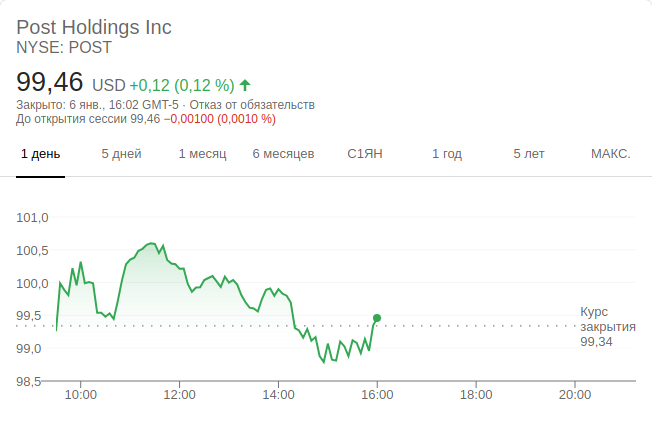 Post Holdings Inc
NYSE: POST
99,46 USD +0,12 (0,12 %)
Закрыто: 6 янв., 16:02 GMT-5 · Отказ от обязательств
До открытия сессии 99,46 −0,00100 (0,0010 %)
1 день 5 дней 1 месяц 6 месяцев С1ЯН 1 год 5 лет МАКС.
101,0
100,5
100,0
99,5
99,0
98,5
Курс
закрытия
99,34
10:00 12:00 14:00 16:00 18:00 20:00